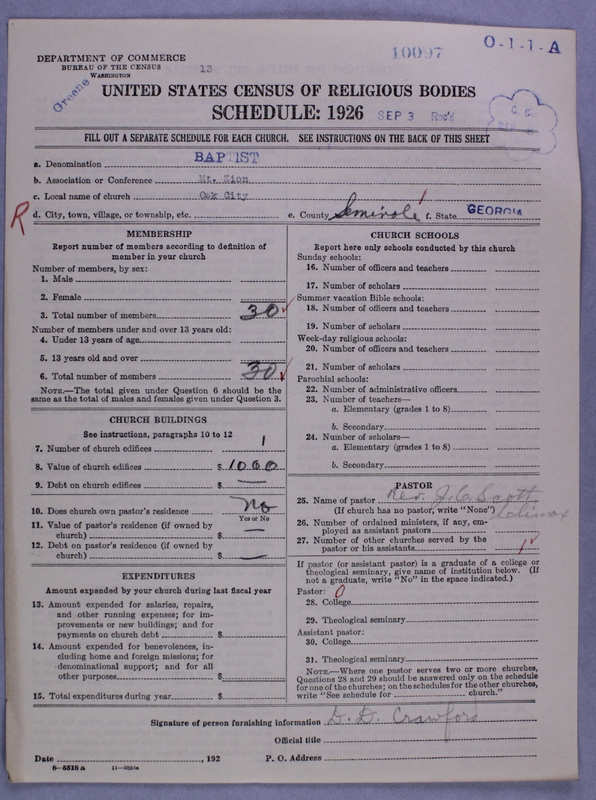 10097
O-1-1-A
DEPARTMENT OF COMMERCE
BUREAU OF THE CENSUS
WASHINGTON
13
Greene
UNITED STATES CENSUS OF RELIGIOUS BODIES
SCHEDULE: 1926
SEP 3 Rec'd
FILL OUT A SEPARATE SCHEDULE FOR EACH CHURCH. SEE INSTRUCTIONS ON THE BACK OF THIS SHEET
a. Denomination BAPTIST
b. Association or Conference Mt. Zion
c. Local name of church Oak City
R d. City, town, village, or township, etc. e. County Seminole f. State GEORGIA
MEMBERSHIP
Report number of members according to definition of
member in your church
Number of members, by sex:
1. Male
2. Female
3. Total number of members 30
Number of members under and over 13 years old:
4. Under 13 years of age
5. 13 years old and over
6. Total number of members 30
NOTE.—The total given under Question 6 should be the
same as the total of males and females given under Question 3.
CHURCH BUILDINGS
See instructions, paragraphs 10 to 12
7. Number of church edifices 1
8. Value of church edifices $ 1000
9. Debt on church edifices $ —
10. Does church own pastor's residence No
Yes or No
11. Value of pastor's residence (if owned by
church) $ —
12. Debt on pastor's residence (if owned by
church) $ —
EXPENDITURES
Amount expended by your church during last fiscal year
13. Amount expended for salaries, repairs,
and other running expenses; for im-
provements or new buildings; and for
payments on church debt $
14. Amount expended for benevolences, in-
cluding home and foreign missions; for
denominational support; and for all
other purposes $
15. Total expenditures during year $
CHURCH SCHOOLS
Report here only schools conducted by this church
Sunday schools:
16. Number of officers and teachers
17. Number of scholars
Summer vacation Bible schools:
18. Number of officers and teachers
19. Number of scholars
Week-day religious schools:
20. Number of officers and teachers
21. Number of scholars
Parochial schools:
22. Number of administrative officers
23. Number of teachers—
a. Elementary (grades 1 to 8)
b. Secondary
24. Number of scholars—
a. Elementary (grades 1 to 8)
b. Secondary
PASTOR
25. Name of pastor Rev. J. C. Scott
(If church has no pastor, write "None") Climax
26. Number of ordained ministers, if any, em-
ployed as assistant pastors
27. Number of other churches served by the
pastor or his assistants 1
If pastor (or assistant pastor) is a graduate of a college or
theological seminary, give name of institution below. (If
not a graduate, write "No" in the space indicated.)
Pastor: 0
28. College
29. Theological seminary
Assistant pastor:
30. College
31. Theological seminary
NOTE.—Where one pastor serves two or more churches,
Questions 28 and 29 should be answered only on the schedule
for one of the churches; on the schedules for the other churches,
write "See schedule for church."
Signature of person furnishing information D. D. Crawford
Official title
Date , 192 P. O. Address
8-5518a